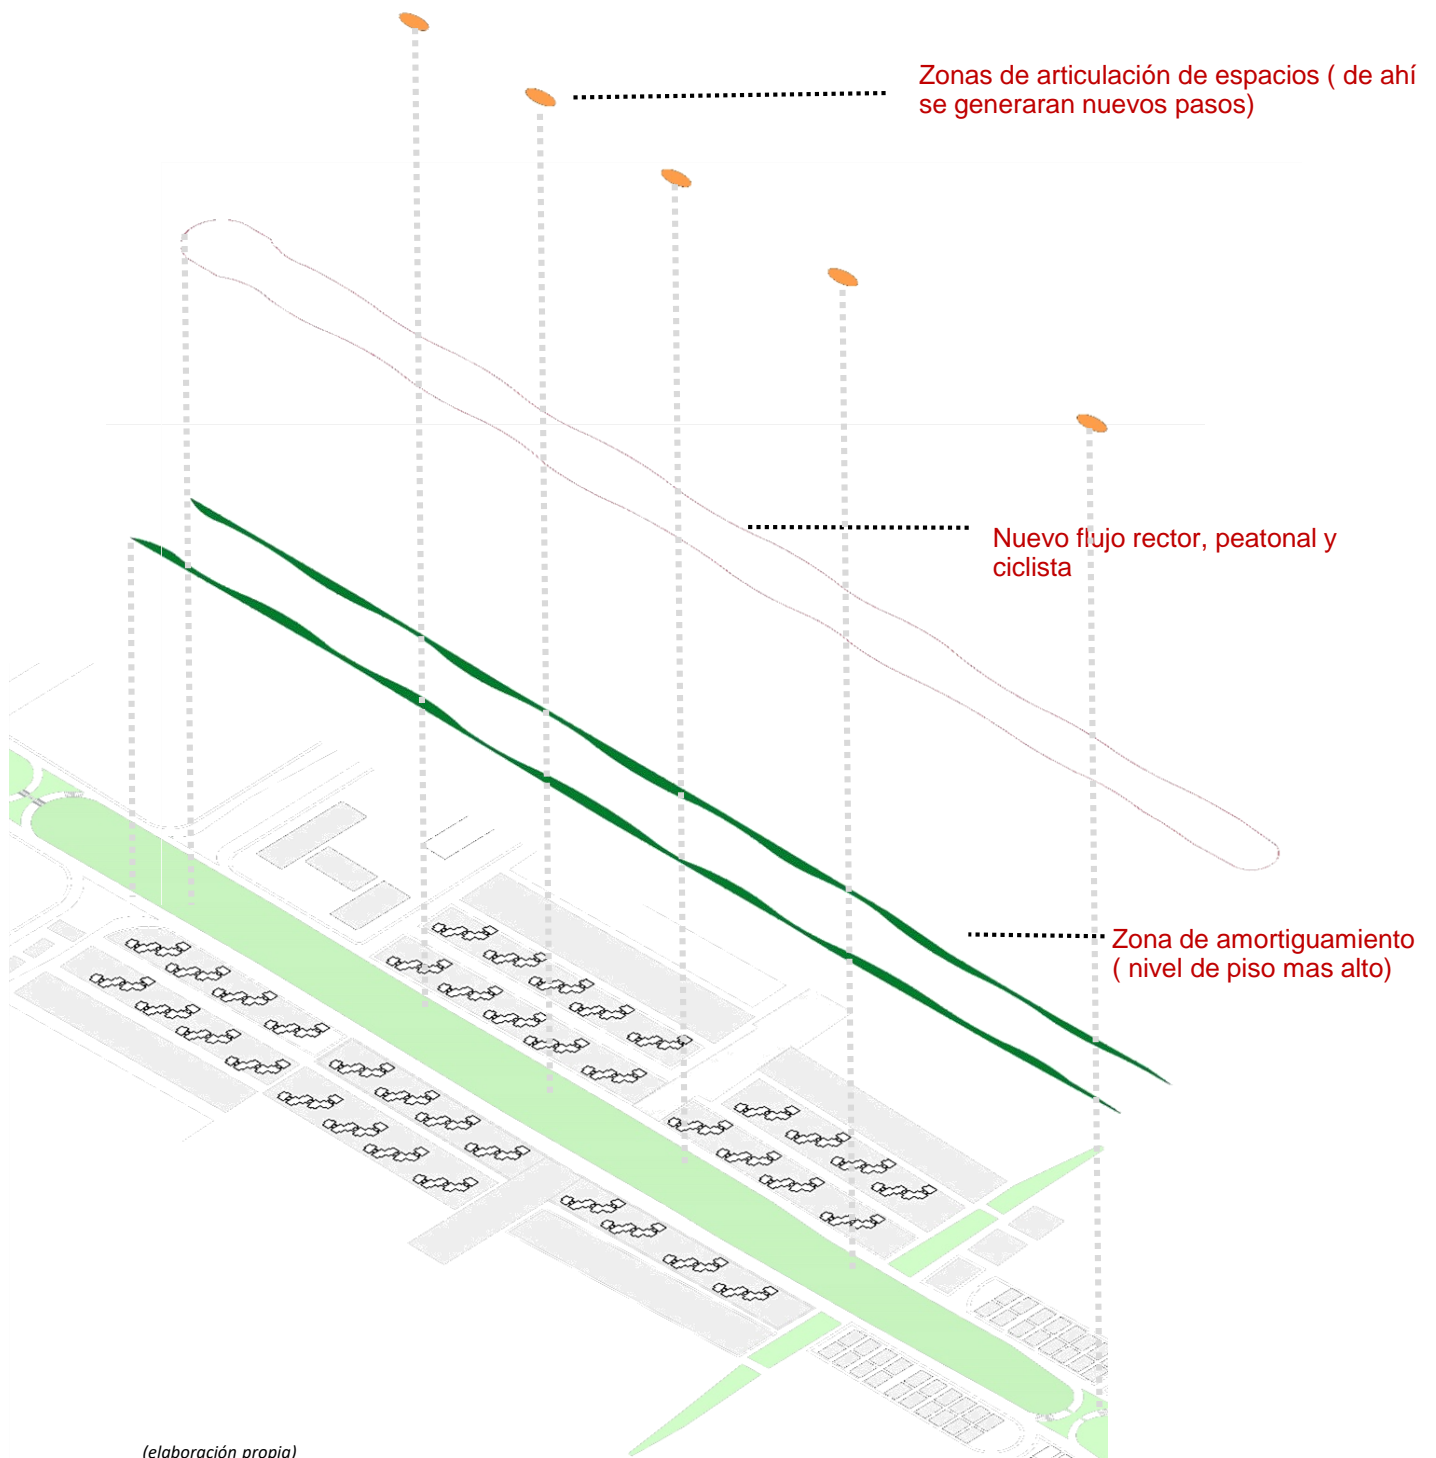 Zonas de articulación de espacios ( de ahí
se generaran nuevos pasos)
Nuevo flujo rector, peatonal y
ciclista
Zona de amortiguamiento
( nivel de piso mas alto)
(elaboración propia)